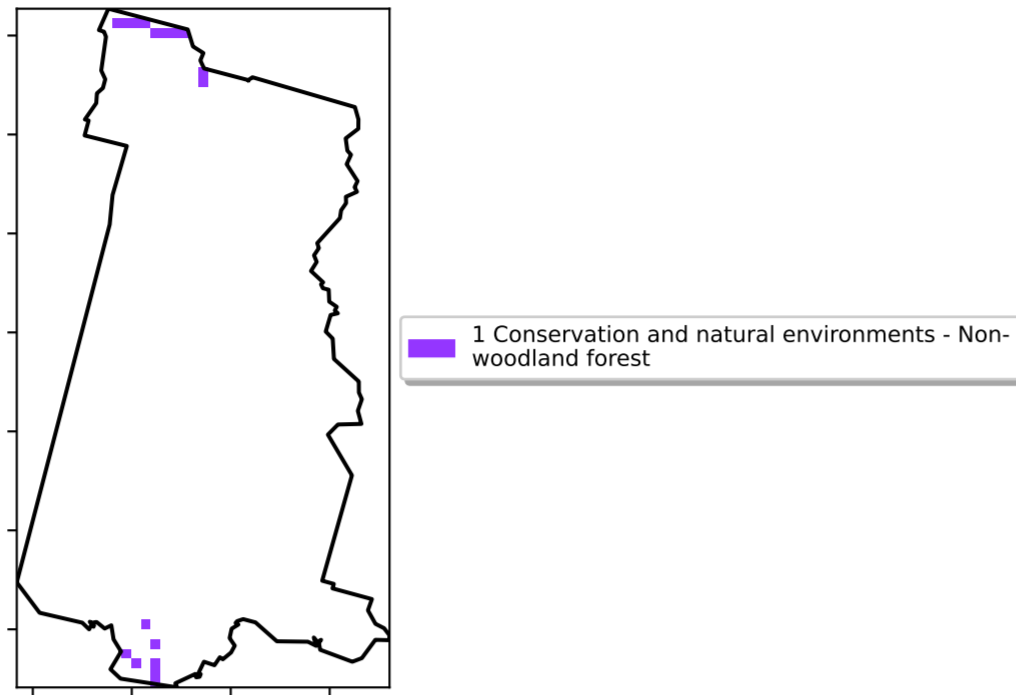 1 Conservation and natural environments - Non-
woodland forest